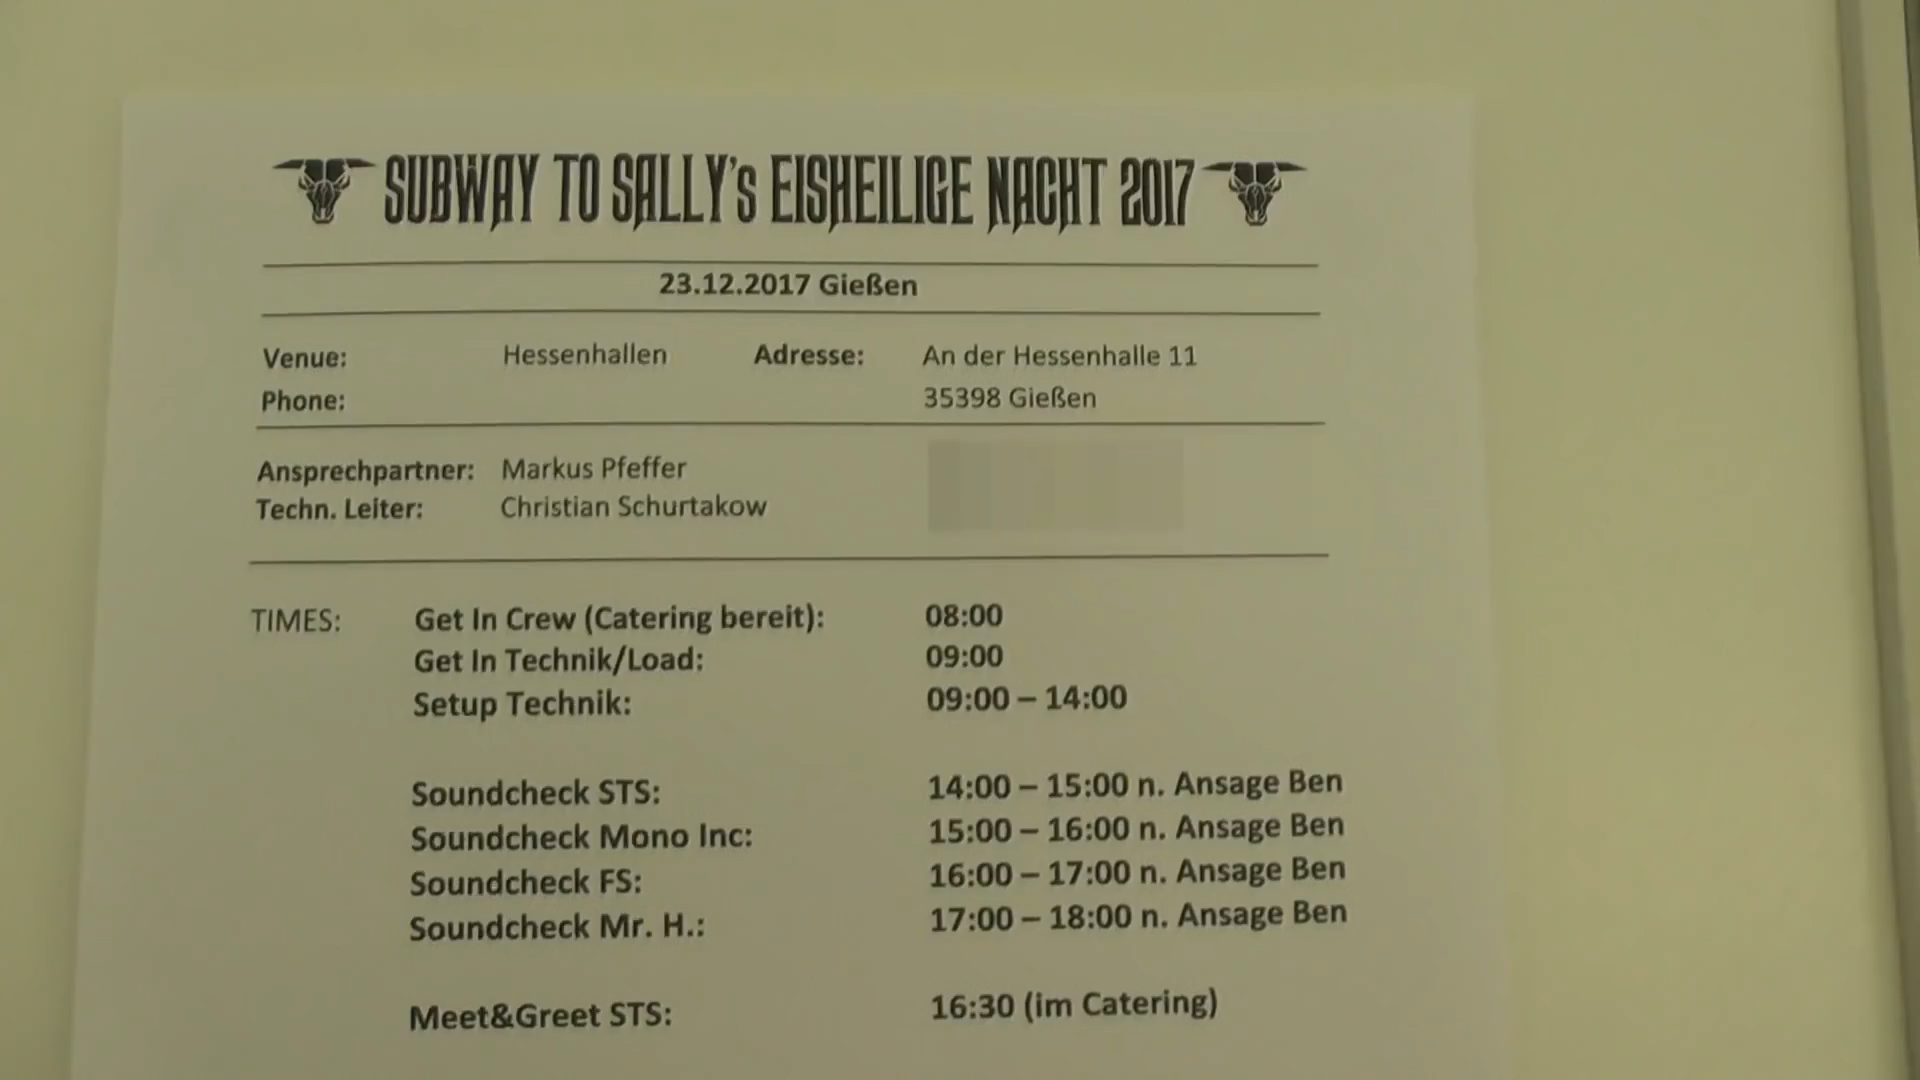 SUBWAY TO SALLY's EISHEILIGE NACHT 2017
23.12.2017 Gießen
Venue: Hessenhallen Adresse: An der Hessenhalle 11
Phone: 35398 Gießen
Ansprechpartner: Markus Pfeffer
Techn. Leiter: Christian Schurtakow
TIMES: Get In Crew (Catering bereit): 08:00
Get In Technik/Load: 09:00
Setup Technik: 09:00 – 14:00
Soundcheck STS: 14:00 – 15:00 n. Ansage Ben
Soundcheck Mono Inc: 15:00 – 16:00 n. Ansage Ben
Soundcheck FS: 16:00 – 17:00 n. Ansage Ben
Soundcheck Mr. H.: 17:00 – 18:00 n. Ansage Ben
Meet&Greet STS: 16:30 (im Catering)